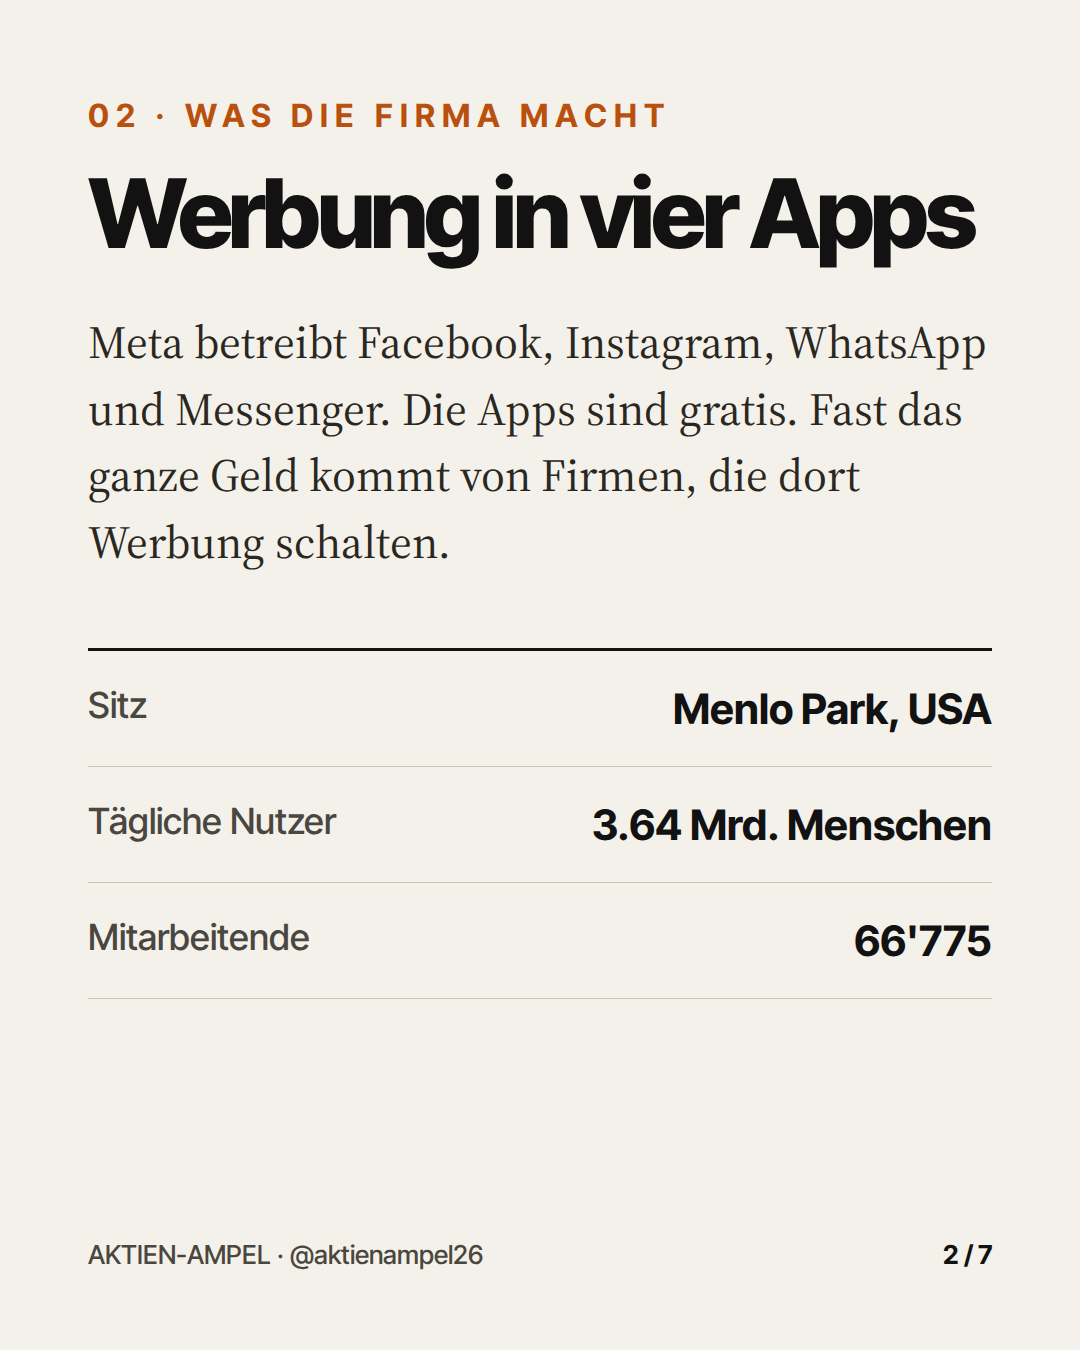 02 · WAS DIE FIRMA MACHT
Werbung in vier Apps
Meta betreibt Facebook, Instagram, WhatsApp
und Messenger. Die Apps sind gratis. Fast das
ganze Geld kommt von Firmen, die dort
Werbung schalten.
Sitz Menlo Park, USA
Tägliche Nutzer 3.64 Mrd. Menschen
Mitarbeitende 66'775
AKTIEN-AMPEL · @aktienampel26 2 / 7